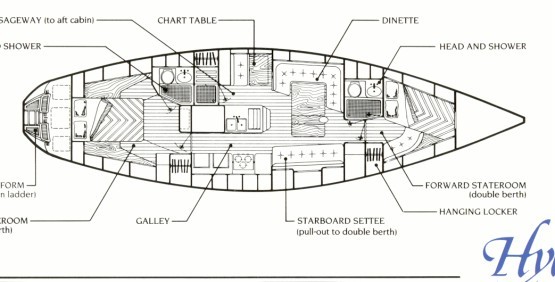 SAGEWAY (to aft cabin)
CHART TABLE
DINETTE
SHOWER
HEAD AND SHOWER
FORM
n ladder)
FORWARD STATEROOM
(double berth)
ROOM
rth)
GALLEY
STARBOARD SETTEE
(pull-out to double berth)
HANGING LOCKER
Hy